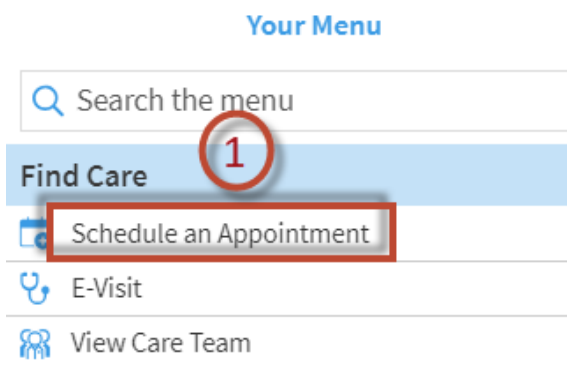 Your Menu
Search the menu
1
Find Care
Schedule an Appointment
E-Visit
View Care Team